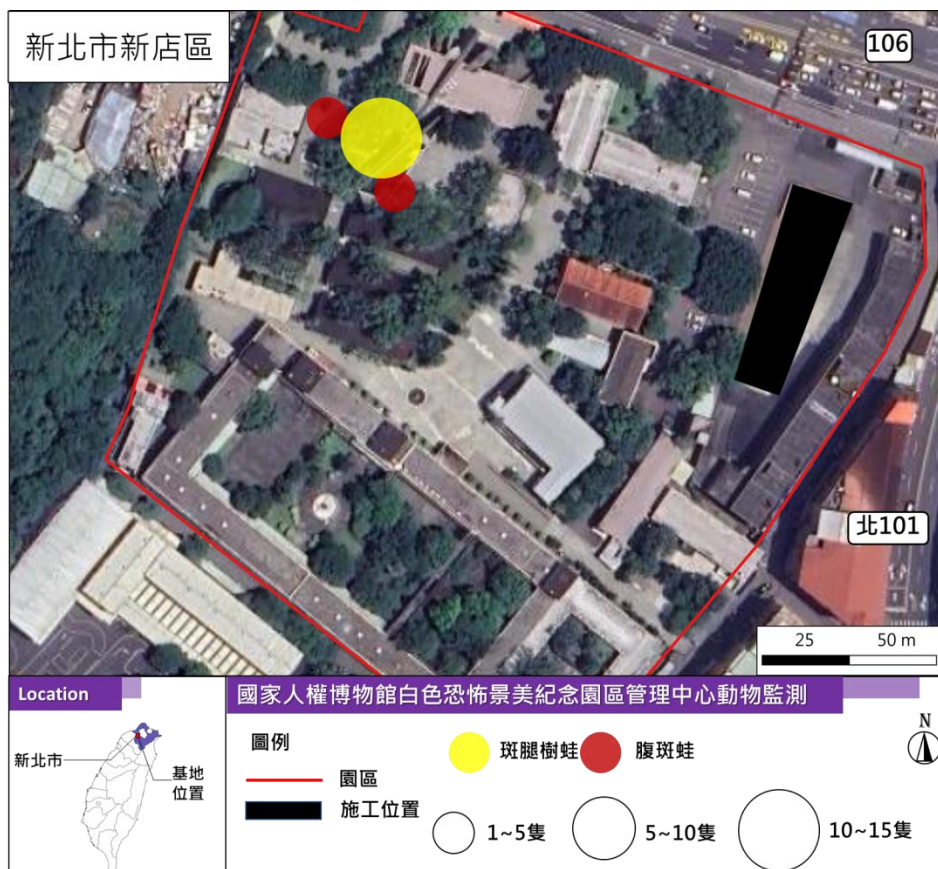 新北市新店區
106
北101
25
50 m
Location
新北市
基地
位置
國家人權博物館白色恐怖景美紀念園區管理中心動物監測
圖例
園區
施工位置
斑腿樹蛙
腹斑蛙
1~5隻
5~10隻
10~15隻
N